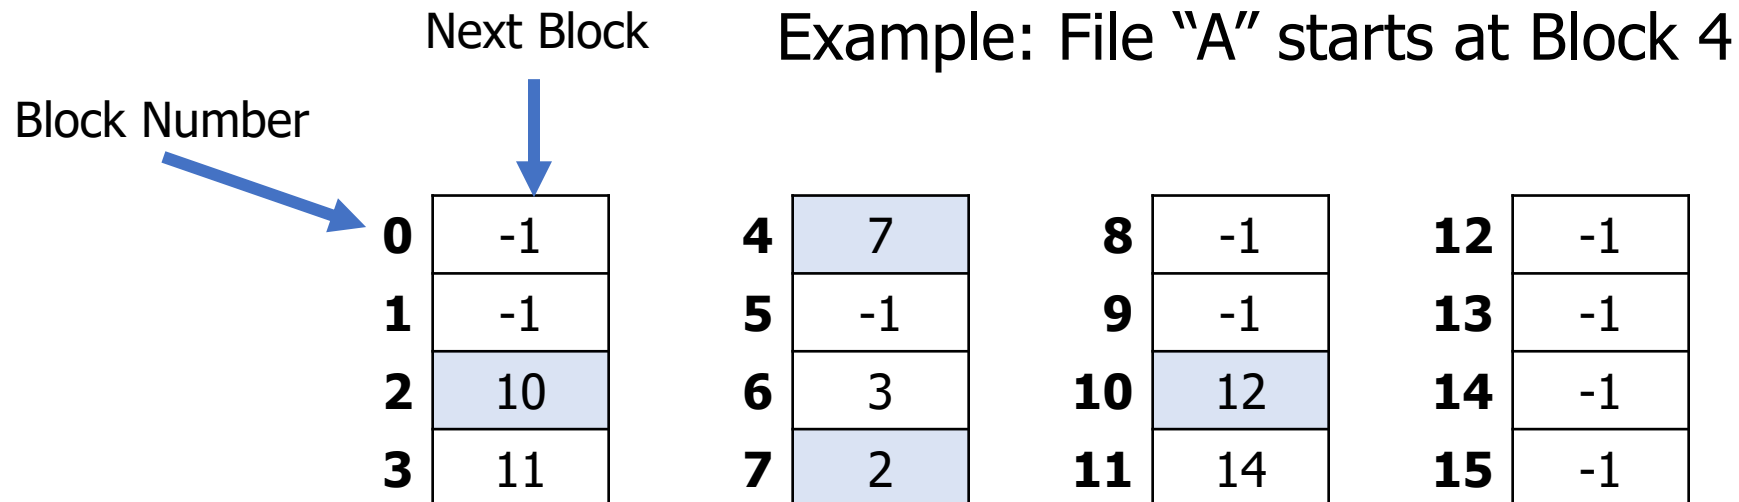 Next Block
Example: File “A” starts at Block 4
Block Number
0 -1 4 7 8 -1 12 -1
1 -1 5 -1 9 -1 13 -1
2 10 6 3 10 12 14 -1
3 11 7 2 11 14 15 -1